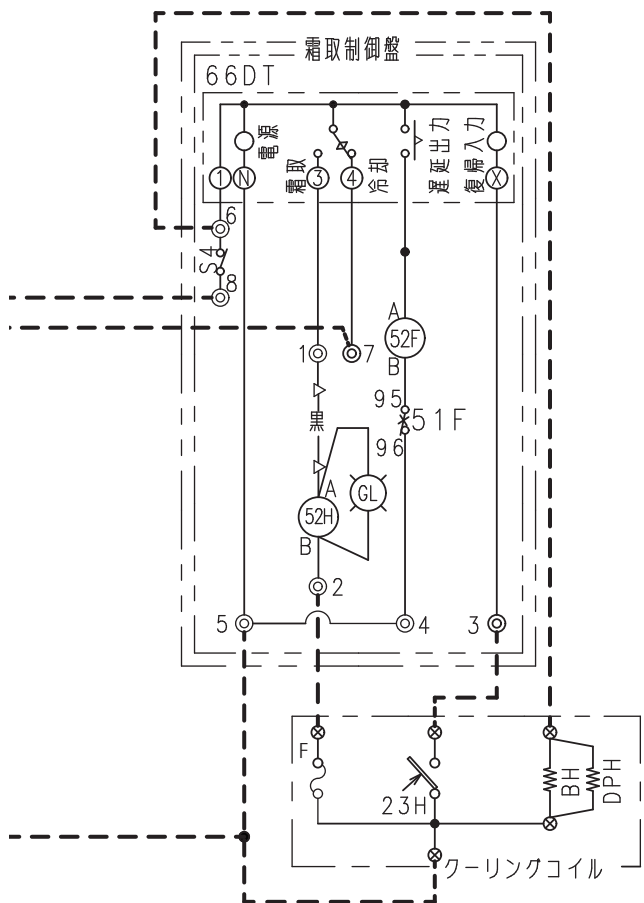 霜取制御盤
66DT
電源
霜取
冷却
遅延出力
復帰入力
1 N 3 4 X
6
S4
8
1
7
A
52F
B
95
51F
96
黒
A
GL
52H
B
2
5
4
3
F
23H
BH
DPH
クーリングコイル